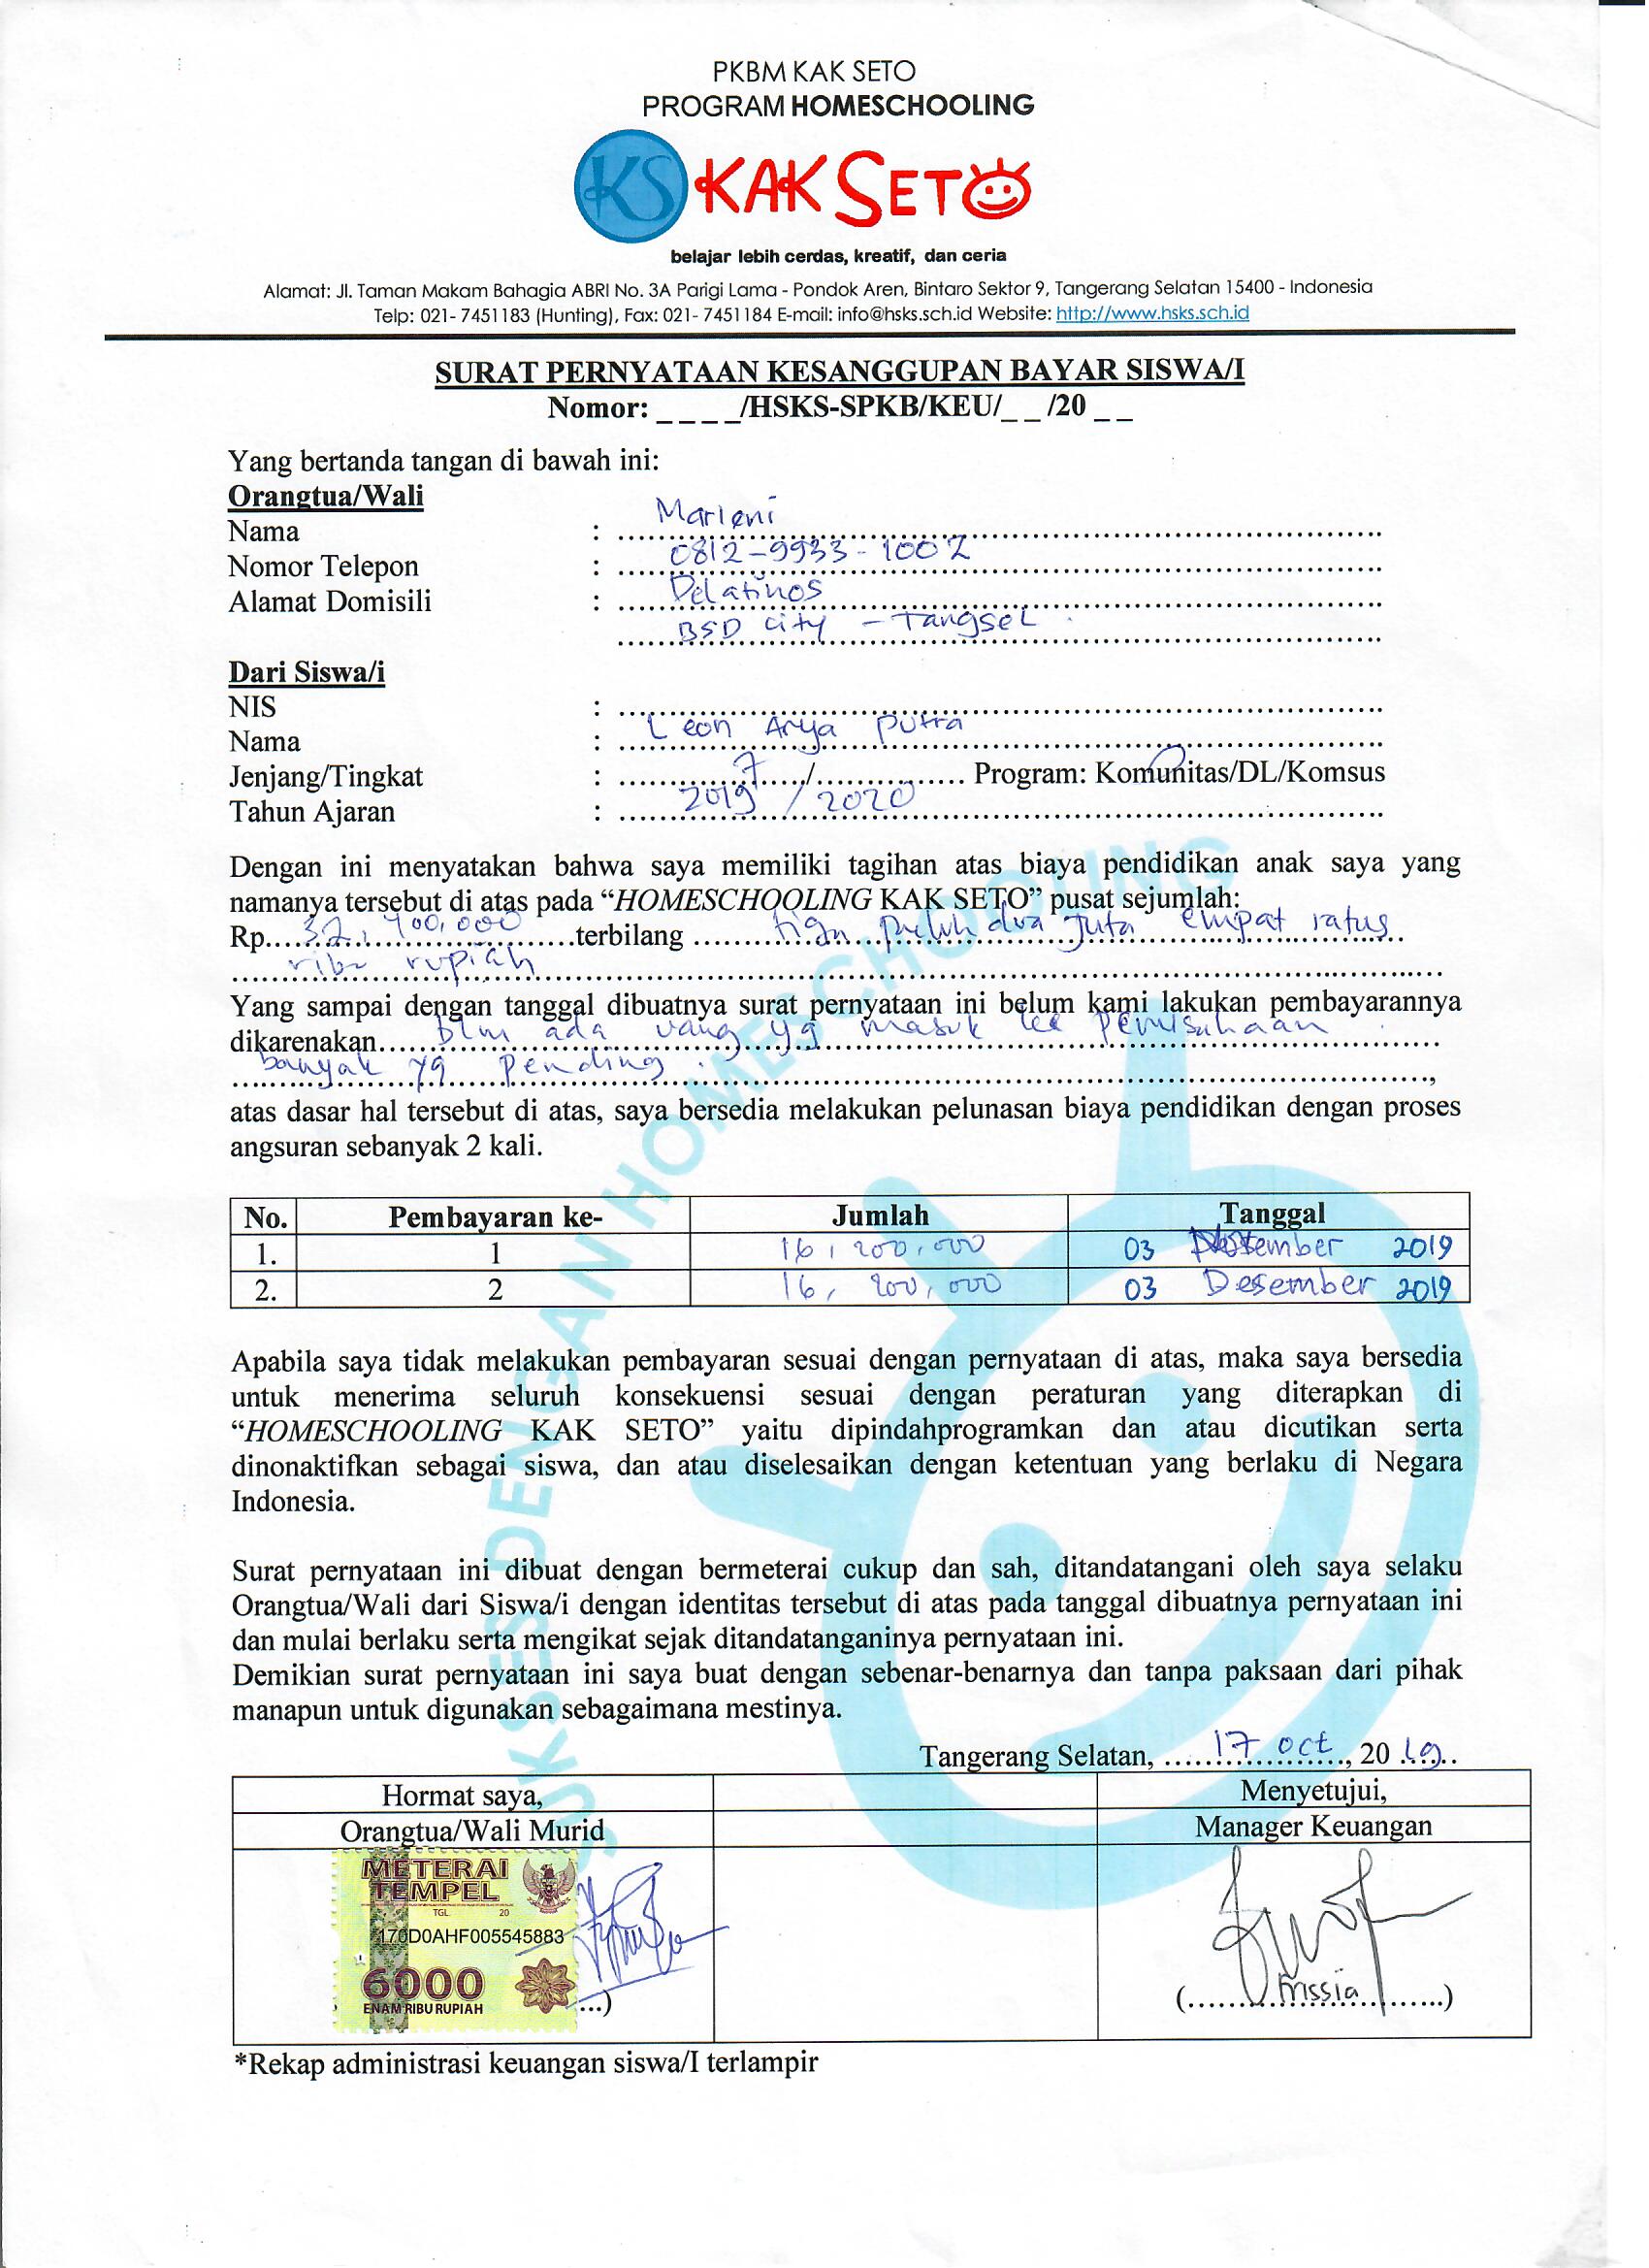 PKBM KAK SETO
PROGRAM HOMESCHOOLING
KS KAK SETO
belajar lebih cerdas, kreatif, dan ceria
Alamat: Jl. Taman Makam Bahagia ABRI No. 3A Parigi Lama - Pondok Aren, Bintaro Sektor 9, Tangerang Selatan 15400 - Indonesia
Telp: 021- 7451183 (Hunting), Fax: 021- 7451184 E-mail: info@hsks.sch.id Website: http://www.hsks.sch.id
SURAT PERNYATAAN KESANGGUPAN BAYAR SISWA/I
Nomor: _ _ _ _/HSKS-SPKB/KEU/_ _ /20 _ _
Yang bertanda tangan di bawah ini:
Orangtua/Wali
Nama : Marleni
Nomor Telepon : 0812-9933-1002
Alamat Domisili : Delatinos
BSD City - Tangsel
Dari Siswa/i
NIS :
Nama : Leon Arya Putra
Jenjang/Tingkat : 7 / Program: Komunitas/DL/Komsus
Tahun Ajaran : 2019 / 2020
Dengan ini menyatakan bahwa saya memiliki tagihan atas biaya pendidikan anak saya yang
namanya tersebut di atas pada “HOMESCHOOLING KAK SETO” pusat sejumlah:
Rp. 32,400,000 terbilang tiga puluh dua juta empat ratus
ribu rupiah
Yang sampai dengan tanggal dibuatnya surat pernyataan ini belum kami lakukan pembayarannya
dikarenakan blm ada uang yg masuk ke perusahaan
banyak yg pending.,
atas dasar hal tersebut di atas, saya bersedia melakukan pelunasan biaya pendidikan dengan proses
angsuran sebanyak 2 kali.
No. Pembayaran ke- Jumlah Tanggal
1. 1 16,200,000 03 2019
2. 2 16,200,000 03 Desember 2019
Apabila saya tidak melakukan pembayaran sesuai dengan pernyataan di atas, maka saya bersedia
untuk menerima seluruh konsekuensi sesuai dengan peraturan yang diterapkan di
“HOMESCHOOLING KAK SETO” yaitu dipindahprogramkan dan atau dicutikan serta
dinonaktifkan sebagai siswa, dan atau diselesaikan dengan ketentuan yang berlaku di Negara
Indonesia.
Surat pernyataan ini dibuat dengan bermeterai cukup dan sah, ditandatangani oleh saya selaku
Orangtua/Wali dari Siswa/i dengan identitas tersebut di atas pada tanggal dibuatnya pernyataan ini
dan mulai berlaku serta mengikat sejak ditandatanganinya pernyataan ini.
Demikian surat pernyataan ini saya buat dengan sebenar-benarnya dan tanpa paksaan dari pihak
manapun untuk digunakan sebagaimana mestinya.
Tangerang Selatan, 17 oct, 20 19
Hormat saya, Menyetujui,
Orangtua/Wali Murid Manager Keuangan
METERAI
TEMPEL
TGL. 20
170D0AHF005545883
6000
ENAM RIBU RUPIAH
(Frissia)
*Rekap administrasi keuangan siswa/I terlampir
SUKSES DENGAN HOMESCHOOLING